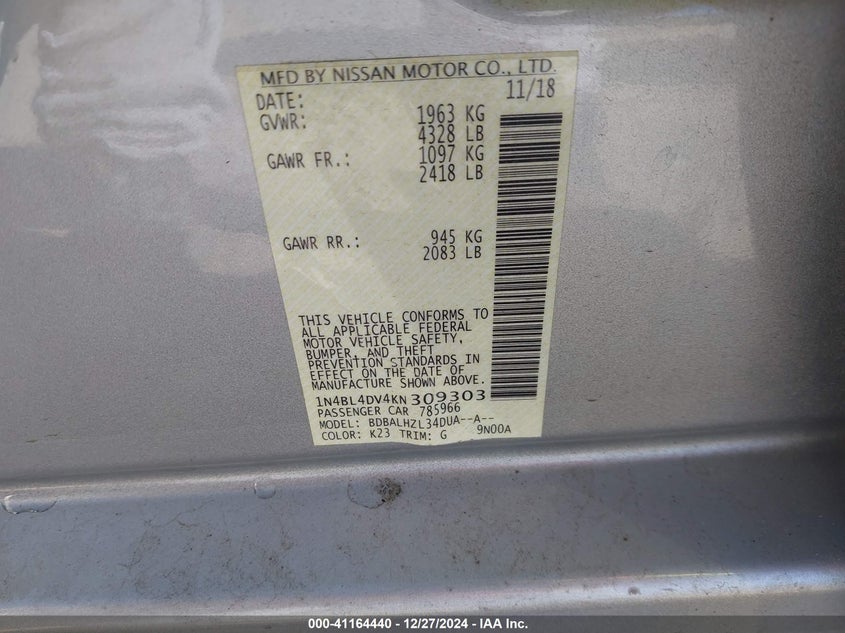 MFD BY NISSAN MOTOR CO., LTD.
DATE: 11/18
GVWR: 1963 KG
4328 LB
GAWR FR.: 1097 KG
2418 LB
GAWR RR.: 945 KG
2083 LB
THIS VEHICLE CONFORMS TO
ALL APPLICABLE FEDERAL
MOTOR VEHICLE SAFETY,
BUMPER, AND THEFT
PREVENTION STANDARDS IN
EFFECT ON THE DATE OF
MANUFACTURE SHOWN ABOVE.
1N4BL4DV4KN309303
PASSENGER CAR 785966
MODEL: BDBALHZL34DUA--A--
COLOR: K23 TRIM: G 9N00A
000-41164440 - 12/27/2024 - IAA Inc.